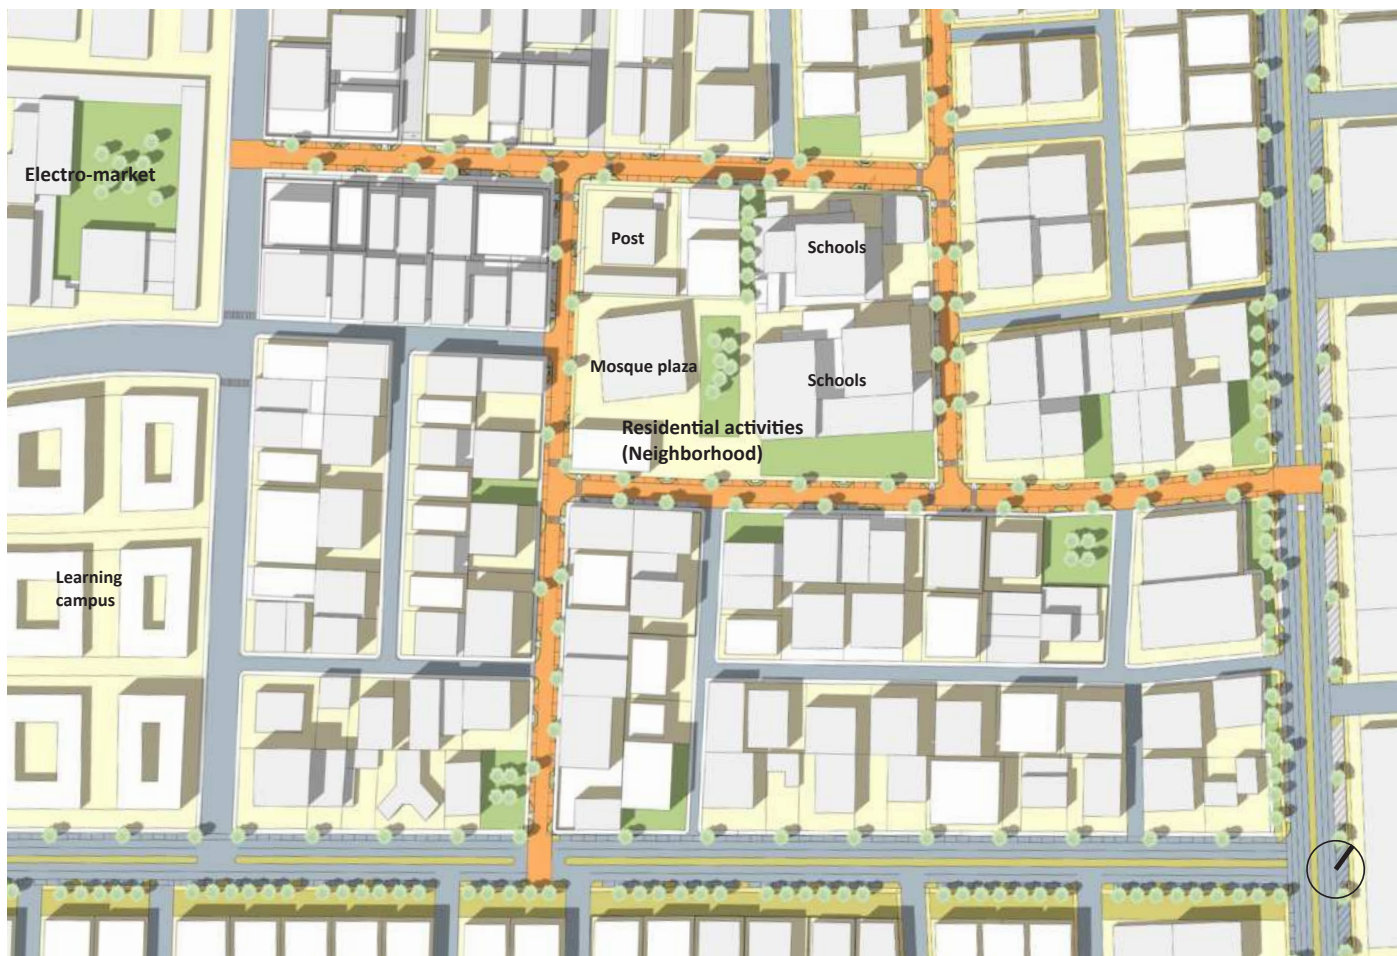 Electro-market
Post
Schools
Mosque plaza
Schools
Residential activities
(Neighborhood)
Learning
campus